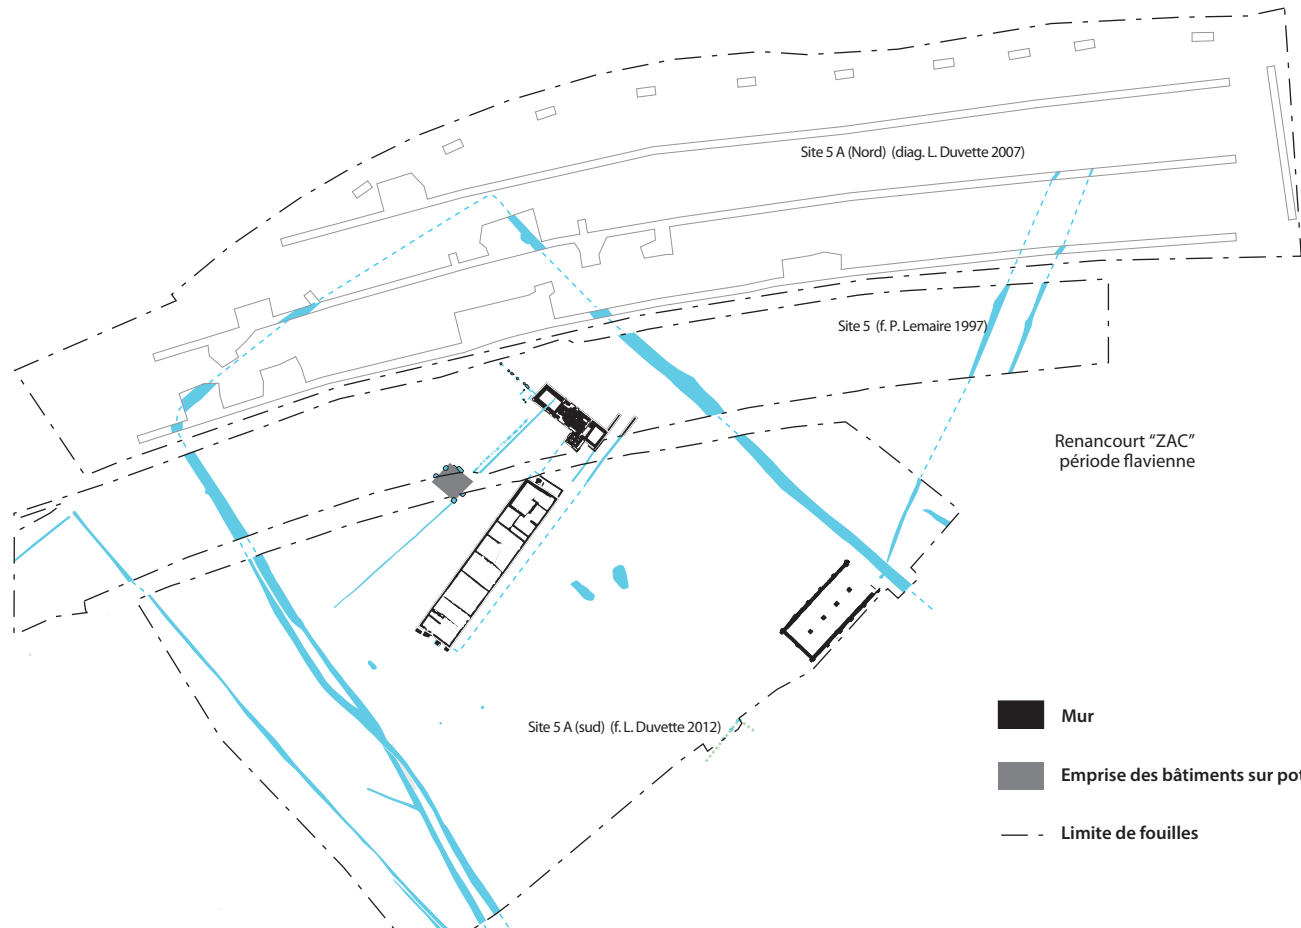 Site 5 A (Nord) (diag. L. Duvette 2007)
Site 5 (f. P. Lemaire 1997)
Renancourt “ZAC”
période flavienne
Site 5 A (sud) (f. L. Duvette 2012)
Mur
Emprise des bâtiments sur pot
Limite de fouilles